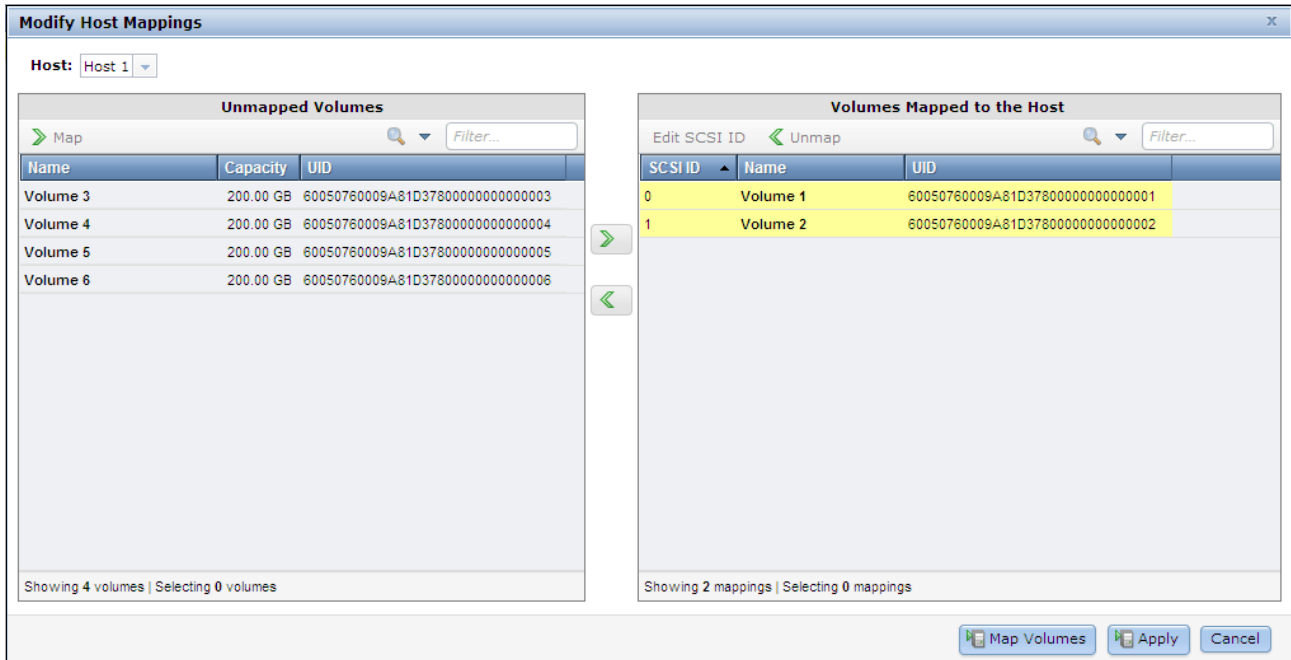 Modify Host Mappings x
Host: Host 1
Unmapped Volumes
Map Filter...
Name Capacity UID
Volume 3 200.00 GB 60050760009A81D37800000000000003
Volume 4 200.00 GB 60050760009A81D37800000000000004
Volume 5 200.00 GB 60050760009A81D37800000000000005
Volume 6 200.00 GB 60050760009A81D37800000000000006
Showing 4 volumes | Selecting 0 volumes
Volumes Mapped to the Host
Edit SCSI ID Unmap Filter...
SCSI ID Name UID
0 Volume 1 60050760009A81D37800000000000001
1 Volume 2 60050760009A81D37800000000000002
Showing 2 mappings | Selecting 0 mappings
Map Volumes Apply Cancel